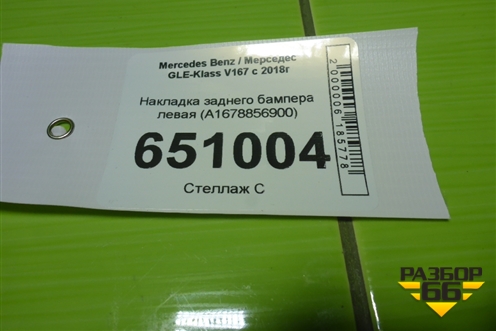 Mercedes Benz / Мерседес
GLE-Klass V167 с 2018г
Накладка заднего бампера
левая (A1678856900)
651004
Стеллаж С
2000006185778
РАЗБОР
66